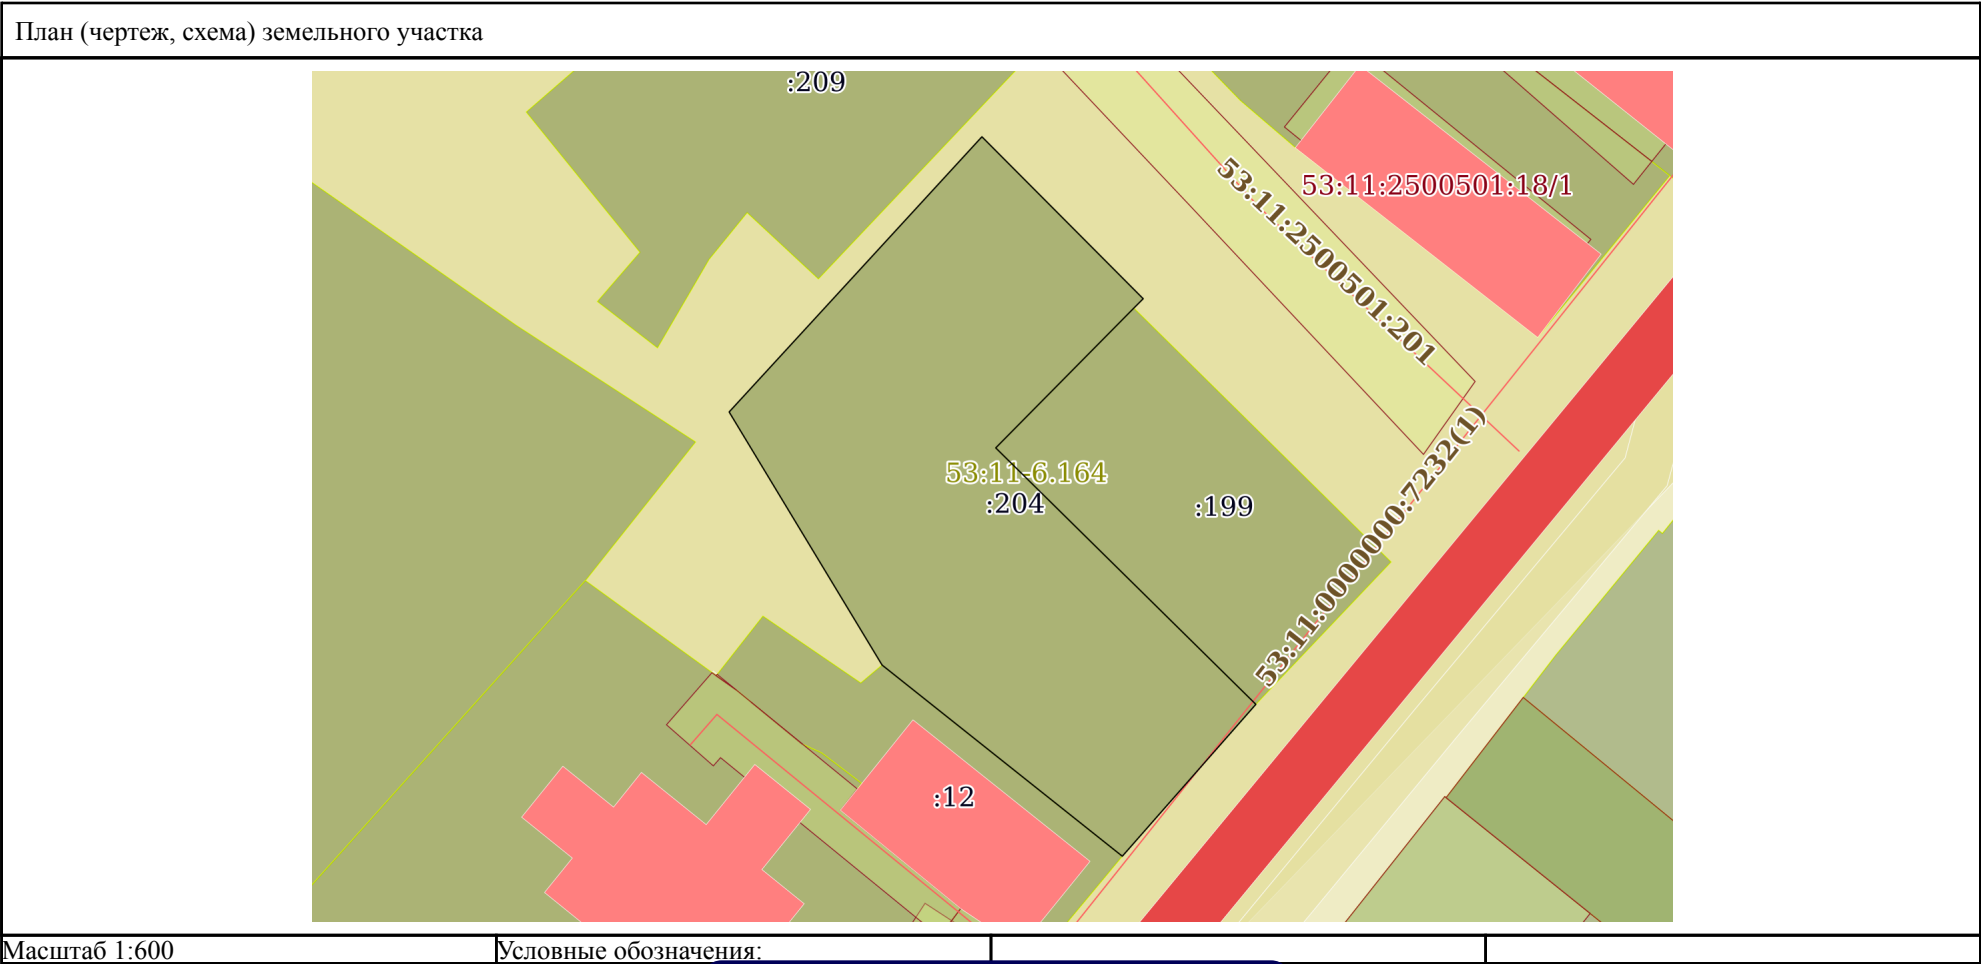 План (чертеж, схема) земельного участка
:209
53:11:2500501:18/1
53:11:2500501:201
53:11-6.164
:204
:199
53:11:0000000:7232(1)
:12
Масштаб 1:600
Условные обозначения: